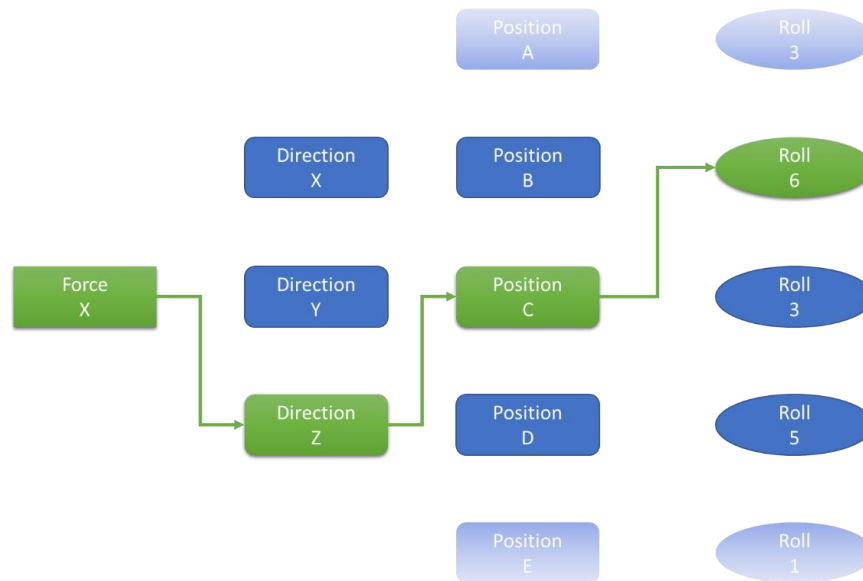 Position
A
Roll
3
Direction
X
Position
B
Roll
6
Force
X
Direction
Y
Position
C
Roll
3
Direction
Z
Position
D
Roll
5
Position
E
Roll
1